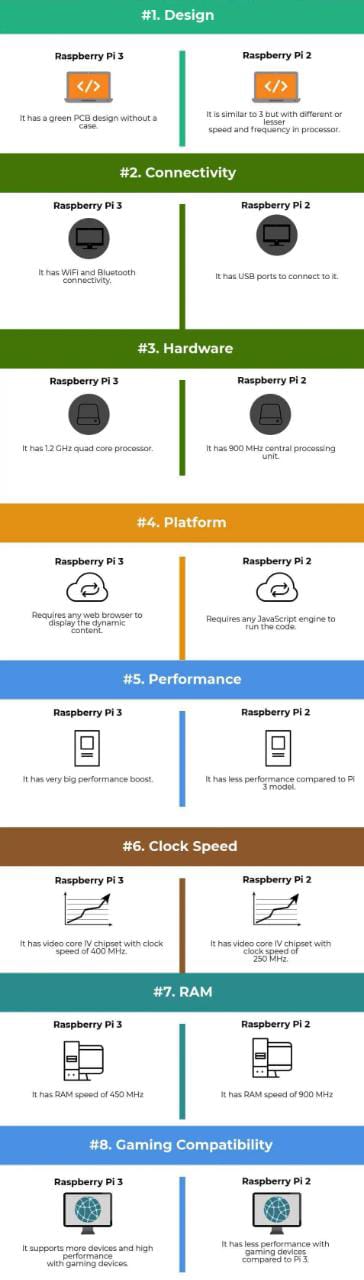 #1. Design
Raspberry Pi 3
Raspberry Pi 2
</>
</>
It has a green PCB design without a
case.
It is similar to 3 but with different or
lesser
speed and frequency in processor.
#2. Connectivity
Raspberry Pi 3
Raspberry Pi 2
It has WiFi and Bluetooth
connectivity.
It has USB ports to connect to it.
#3. Hardware
Raspberry Pi 3
Raspberry Pi 2
It has 1.2 GHz quad core processor.
It has 900 MHz central processing
unit.
#4. Platform
Raspberry Pi 3
Raspberry Pi 2
Requires any web browser to
display the dynamic
content.
Requires any JavaScript engine to
run the code.
#5. Performance
Raspberry Pi 3
Raspberry Pi 2
It has very big performance boost.
It has less performance compared to Pi
3 model.
#6. Clock Speed
Raspberry Pi 3
Raspberry Pi 2
It has video core IV chipset with clock
speed of 400 MHz.
It has video core IV chipset with
clock speed of
250 MHz.
#7. RAM
Raspberry Pi 3
Raspberry Pi 2
It has RAM speed of 450 MHz
It has RAM speed of 900 MHz
#8. Gaming Compatibility
Raspberry Pi 3
Raspberry Pi 2
It supports more devices and high
performance
with gaming devices.
It has less performance with
gaming devices
compared to Pi 3.